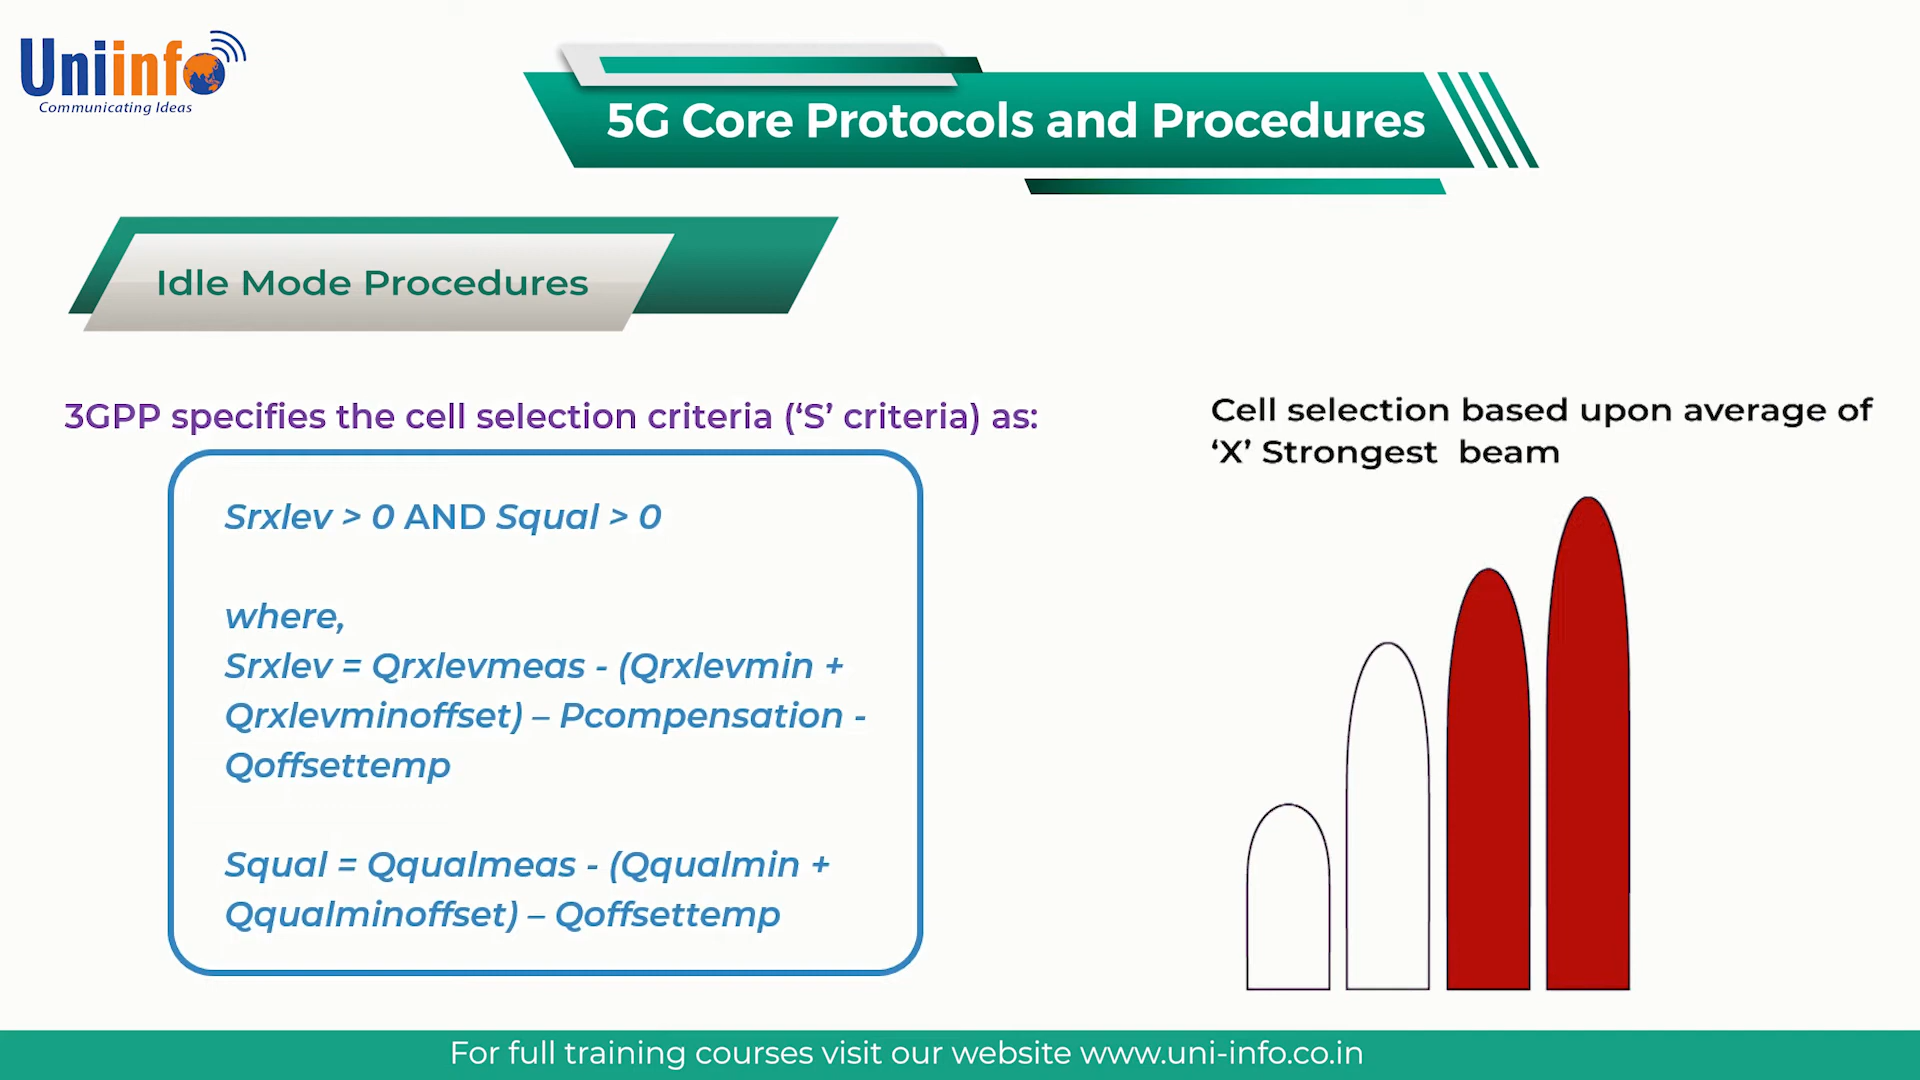 Uniinfo
Communicating Ideas
5G Core Protocols and Procedures
Idle Mode Procedures
3GPP specifies the cell selection criteria (‘S’ criteria) as:
Srxlev > 0 AND Squal > 0
where,
Srxlev = Qrxlevmeas - (Qrxlevmin +
Qrxlevminoffset) – Pcompensation -
Qoffsettemp
Squal = Qqualmeas - (Qqualmin +
Qqualminoffset) – Qoffsettemp
Cell selection based upon average of
‘X’ Strongest beam
For full training courses visit our website www.uni-info.co.in